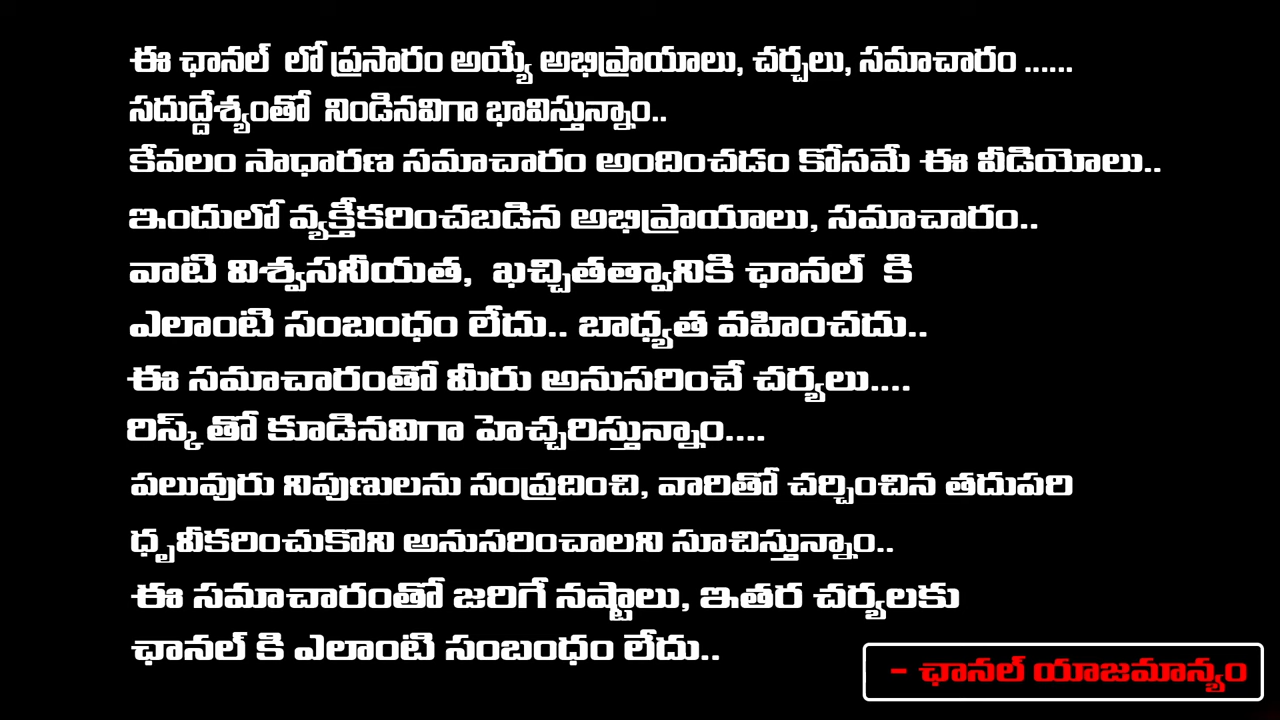 ఈ ఛానల్ లో ప్రసారం అయ్యే అభిప్రాయాలు, చర్చలు, సమాచారం ......
సదుద్దేశ్యంతో నిండినవిగా భావిస్తున్నాం..
కేవలం సాధారణ సమాచారం అందించడం కోసమే ఈ వీడియోలు..
ఇందులో వ్యక్తీకరించబడిన అభిప్రాయాలు, సమాచారం..
వాటి విశ్వసనీయత, ఖచ్చితత్వానికి ఛానల్ కి
ఎలాంటి సంబంధం లేదు.. బాధ్యత వహించదు..
ఈ సమాచారంతో మీరు అనుసరించే చర్యలు....
రిస్క్ తో కూడినవిగా హెచ్చరిస్తున్నాం....
పలువురు నిపుణులను సంప్రదించి, వారితో చర్చించిన తదుపరి
ధృవీకరించుకొని అనుసరించాలని సూచిస్తున్నాం..
ఈ సమాచారంతో జరిగే నష్టాలు, ఇతర చర్యలకు
ఛానల్ కి ఎలాంటి సంబంధం లేదు..
- ఛానల్ యాజమాన్యం